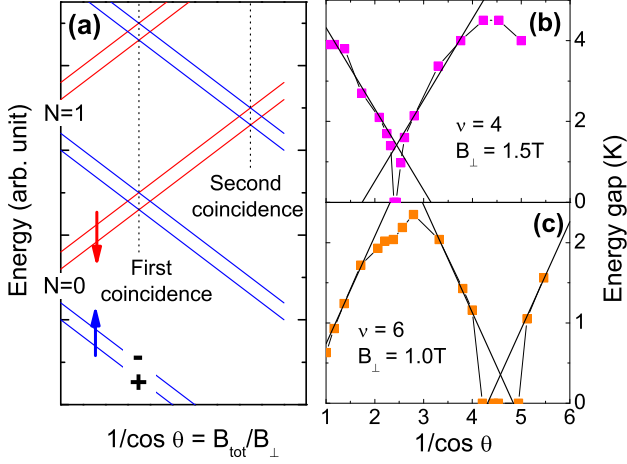 (a)
Energy (arb. unit)
N=1
N=0
Second
coincidence
First
coincidence
-
+
1/cos θ = B_tot/B_⊥
(b)
ν = 4
B_⊥ = 1.5T
4
2
0
Energy gap (K)
(c)
ν = 6
B_⊥ = 1.0T
2
1
0
1 2 3 4 5 6
1/cos θ